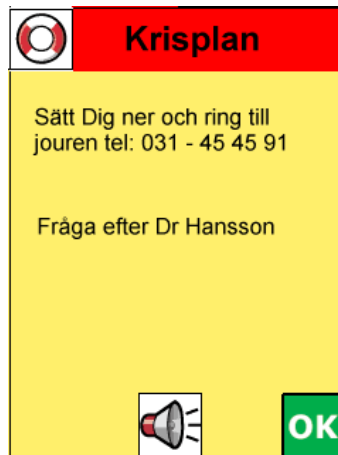 Krisplan
Sätt Dig ner och ring till
jouren tel: 031 - 45 45 91
Fråga efter Dr Hansson
OK